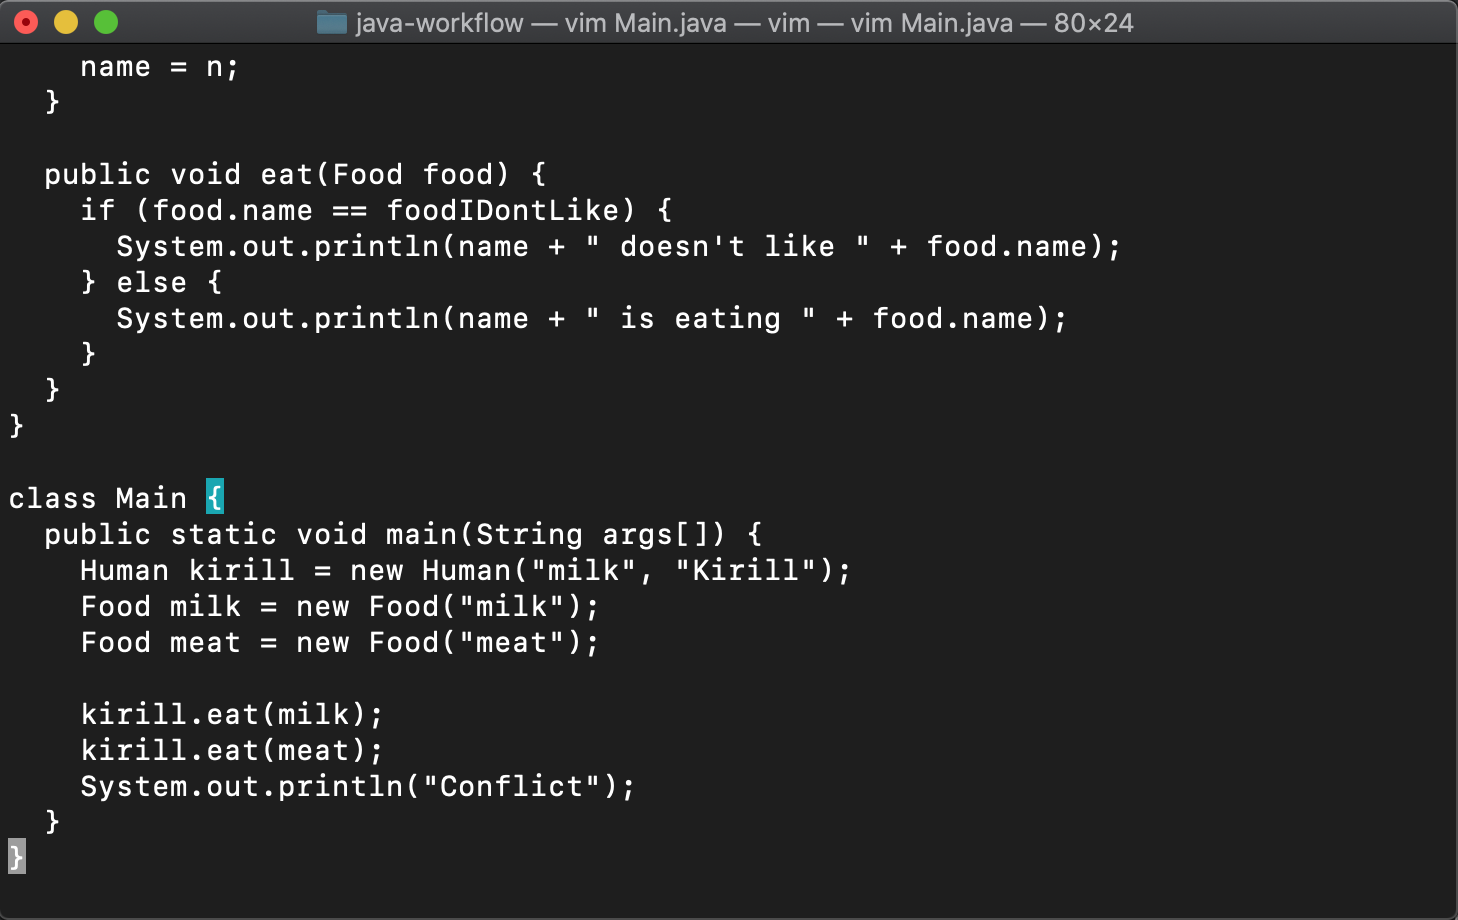 java-workflow — vim Main.java — vim — vim Main.java — 80×24
    name = n;
  }

  public void eat(Food food) {
    if (food.name == foodIDontLike) {
      System.out.println(name + " doesn't like " + food.name);
    } else {
      System.out.println(name + " is eating " + food.name);
    }
  }
}

class Main {
  public static void main(String args[]) {
    Human kirill = new Human("milk", "Kirill");
    Food milk = new Food("milk");
    Food meat = new Food("meat");

    kirill.eat(milk);
    kirill.eat(meat);
    System.out.println("Conflict");
  }
}